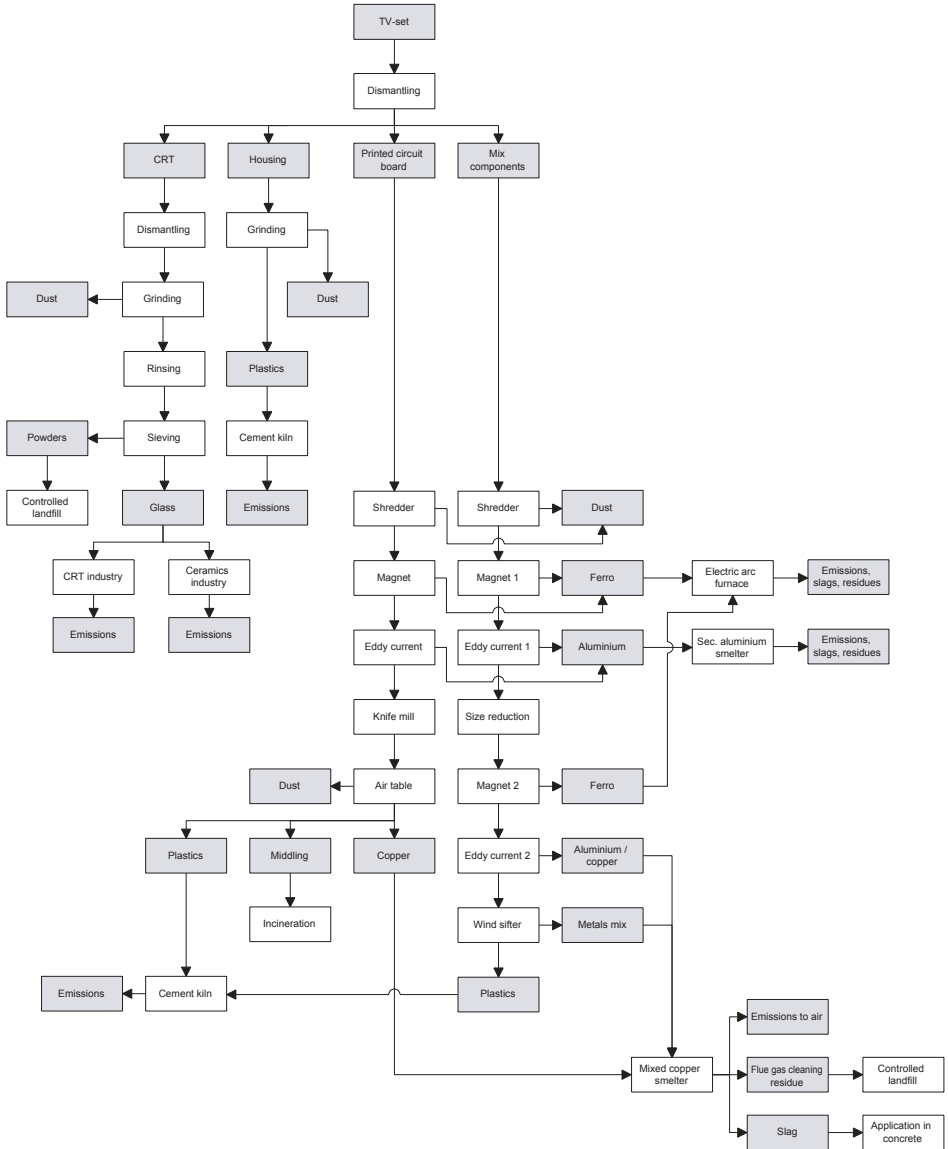 TV-set
Dismantling
CRT
Housing
Printed circuit
board
Mix
components
Dismantling
Grinding
Dust
Grinding
Dust
Rinsing
Plastics
Powders
Sieving
Cement kiln
Controlled
landfill
Glass
Emissions
Shredder
Shredder
Dust
CRT industry
Ceramics
industry
Magnet
Magnet 1
Ferro
Electric arc
furnace
Emissions,
slags, residues
Emissions
Emissions
Eddy current
Eddy current 1
Aluminium
Sec. aluminium
smelter
Emissions,
slags, residues
Knife mill
Size reduction
Dust
Air table
Magnet 2
Ferro
Plastics
Middling
Copper
Eddy current 2
Aluminium /
copper
Incineration
Wind sifter
Metals mix
Emissions
Cement kiln
Plastics
Emissions to air
Mixed copper
smelter
Flue gas cleaning
residue
Controlled
landfill
Slag
Application in
concrete